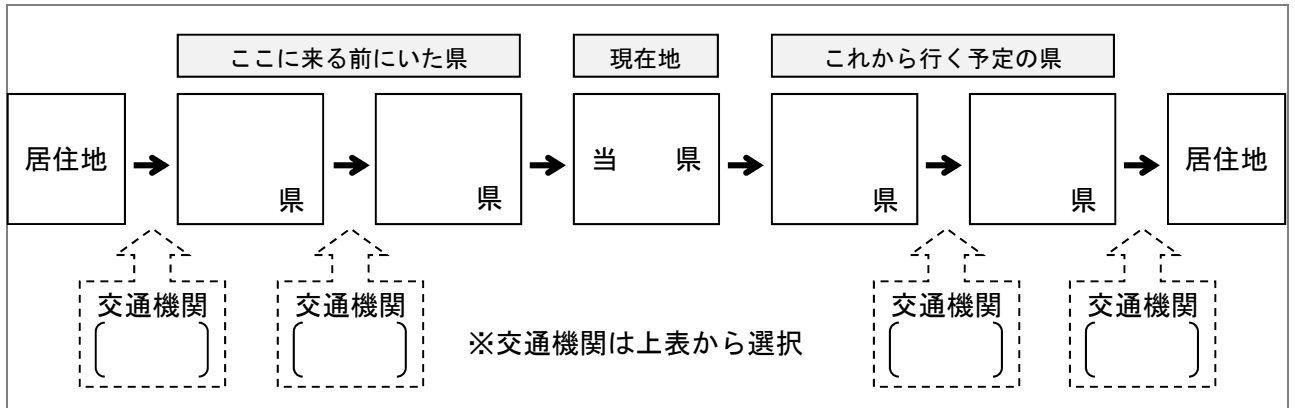 ここに来る前にいた県
現在地
これから行く予定の県
居住地
県
県
当 県
県
県
居住地
交通機関
交通機関
交通機関
交通機関
※交通機関は上表から選択